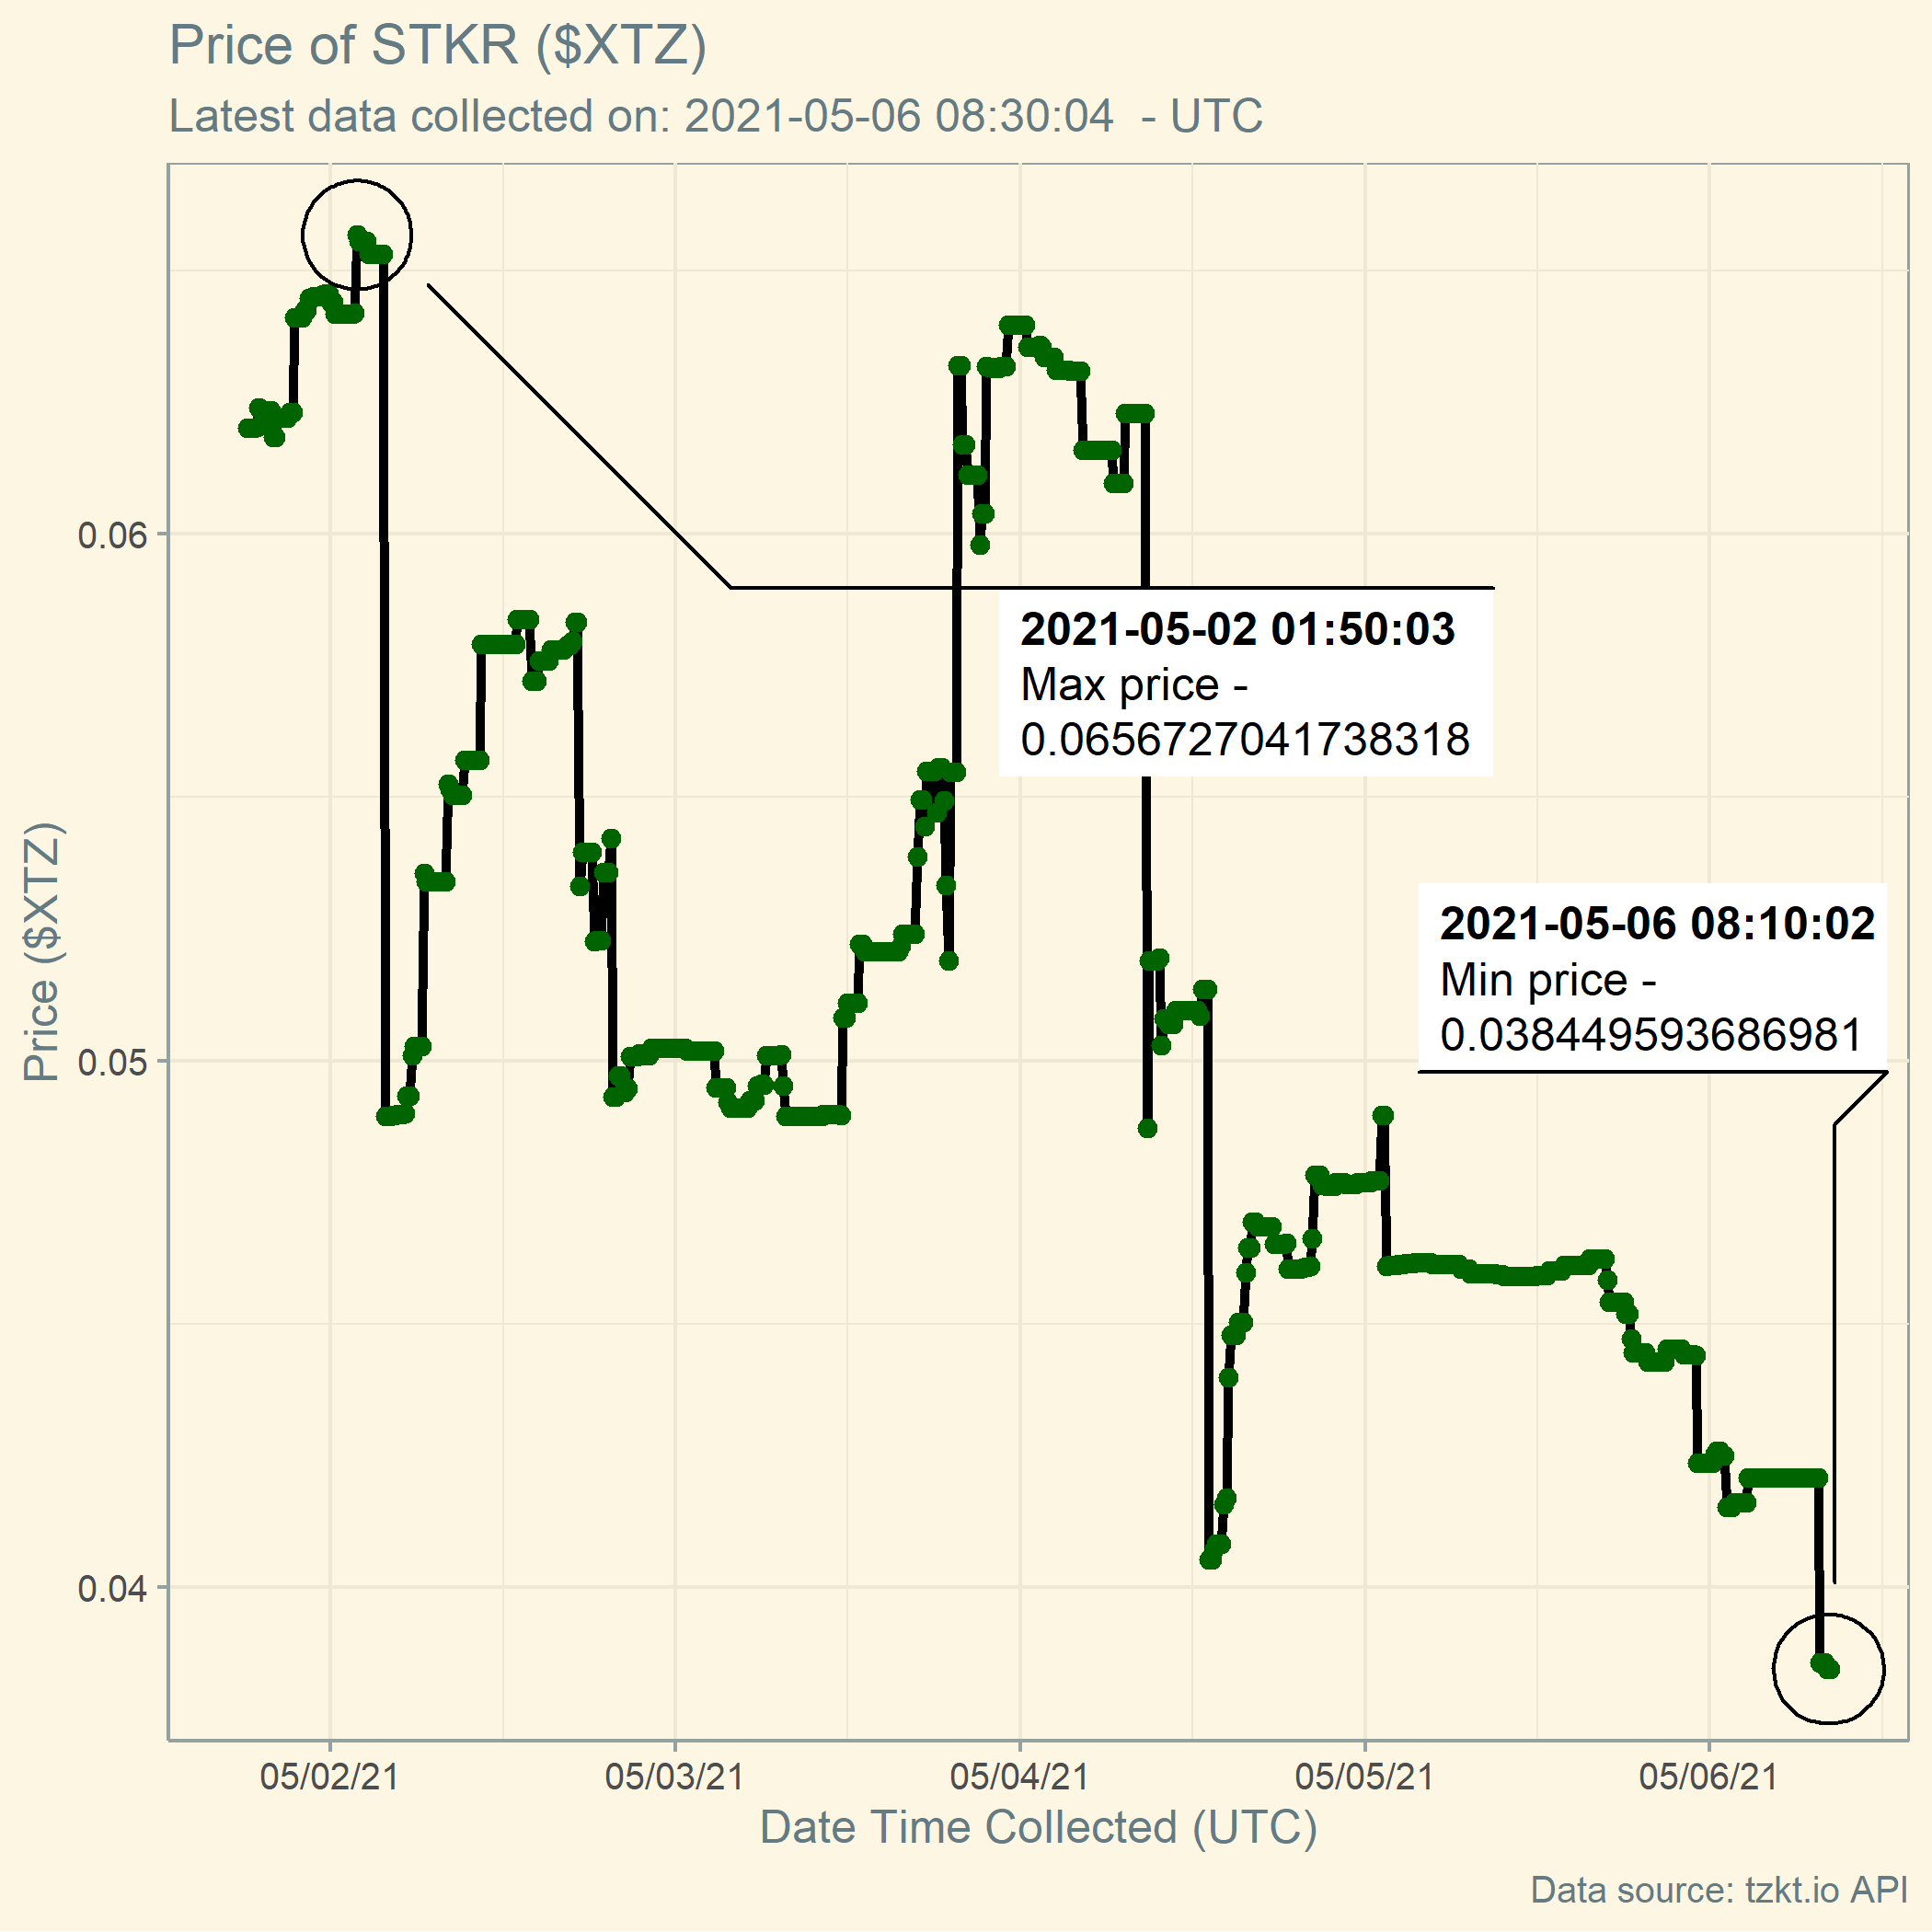 Price of STKR ($XTZ)
Latest data collected on: 2021-05-06 08:30:04  - UTC
Price ($XTZ)
0.06
0.05
0.04
2021-05-02 01:50:03
Max price -
0.0656727041738318
2021-05-06 08:10:02
Min price -
0.038449593686981
05/02/21
05/03/21
05/04/21
05/05/21
05/06/21
Date Time Collected (UTC)
Data source: tzkt.io API